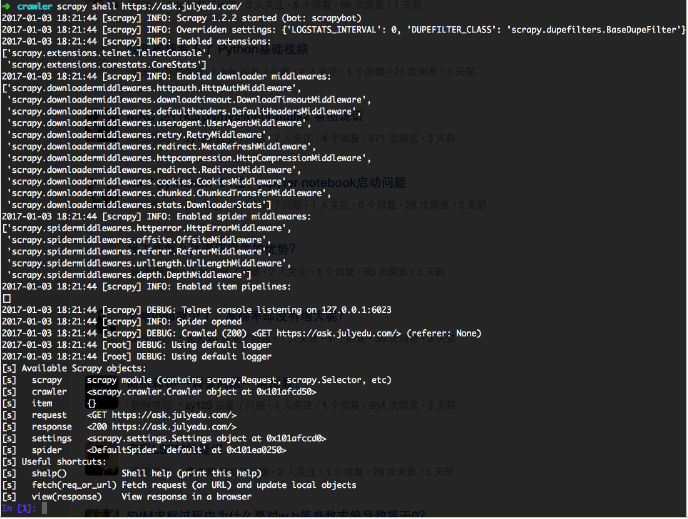 ➜ crawler scrapy shell https://ask.julyedu.com/
2017-01-03 18:21:44 [scrapy] INFO: Scrapy 1.2.2 started (bot: scrapybot)
2017-01-03 18:21:44 [scrapy] INFO: Overridden settings: {'LOGSTATS_INTERVAL': 0, 'DUPEFILTER_CLASS': 'scrapy.dupefilters.BaseDupeFilter'}
2017-01-03 18:21:44 [scrapy] INFO: Enabled extensions:
['scrapy.extensions.telnet.TelnetConsole',
 'scrapy.extensions.corestats.CoreStats']
2017-01-03 18:21:44 [scrapy] INFO: Enabled downloader middlewares:
['scrapy.downloadermiddlewares.httpauth.HttpAuthMiddleware',
 'scrapy.downloadermiddlewares.downloadtimeout.DownloadTimeoutMiddleware',
 'scrapy.downloadermiddlewares.defaultheaders.DefaultHeadersMiddleware',
 'scrapy.downloadermiddlewares.useragent.UserAgentMiddleware',
 'scrapy.downloadermiddlewares.retry.RetryMiddleware',
 'scrapy.downloadermiddlewares.redirect.MetaRefreshMiddleware',
 'scrapy.downloadermiddlewares.httpcompression.HttpCompressionMiddleware',
 'scrapy.downloadermiddlewares.redirect.RedirectMiddleware',
 'scrapy.downloadermiddlewares.cookies.CookiesMiddleware',
 'scrapy.downloadermiddlewares.chunked.ChunkedTransferMiddleware',
 'scrapy.downloadermiddlewares.stats.DownloaderStats']
2017-01-03 18:21:44 [scrapy] INFO: Enabled spider middlewares:
['scrapy.spidermiddlewares.httperror.HttpErrorMiddleware',
 'scrapy.spidermiddlewares.offsite.OffsiteMiddleware',
 'scrapy.spidermiddlewares.referer.RefererMiddleware',
 'scrapy.spidermiddlewares.urllength.UrlLengthMiddleware',
 'scrapy.spidermiddlewares.depth.DepthMiddleware']
2017-01-03 18:21:44 [scrapy] INFO: Enabled item pipelines:
[]
2017-01-03 18:21:44 [scrapy] DEBUG: Telnet console listening on 127.0.0.1:6023
2017-01-03 18:21:44 [scrapy] INFO: Spider opened
2017-01-03 18:21:44 [scrapy] DEBUG: Crawled (200) <GET https://ask.julyedu.com/> (referer: None)
2017-01-03 18:21:44 [root] DEBUG: Using default logger
2017-01-03 18:21:44 [root] DEBUG: Using default logger
[s] Available Scrapy objects:
[s]   scrapy     scrapy module (contains scrapy.Request, scrapy.Selector, etc)
[s]   crawler    <scrapy.crawler.Crawler object at 0x101afcd50>
[s]   item       {}
[s]   request    <GET https://ask.julyedu.com/>
[s]   response   <200 https://ask.julyedu.com/>
[s]   settings   <scrapy.settings.Settings object at 0x101afccd0>
[s]   spider     <DefaultSpider 'default' at 0x101ea0250>
[s] Useful shortcuts:
[s]   shelp()           Shell help (print this help)
[s]   fetch(req_or_url) Fetch request (or URL) and update local objects
[s]   view(response)    View response in a browser
In [1]: